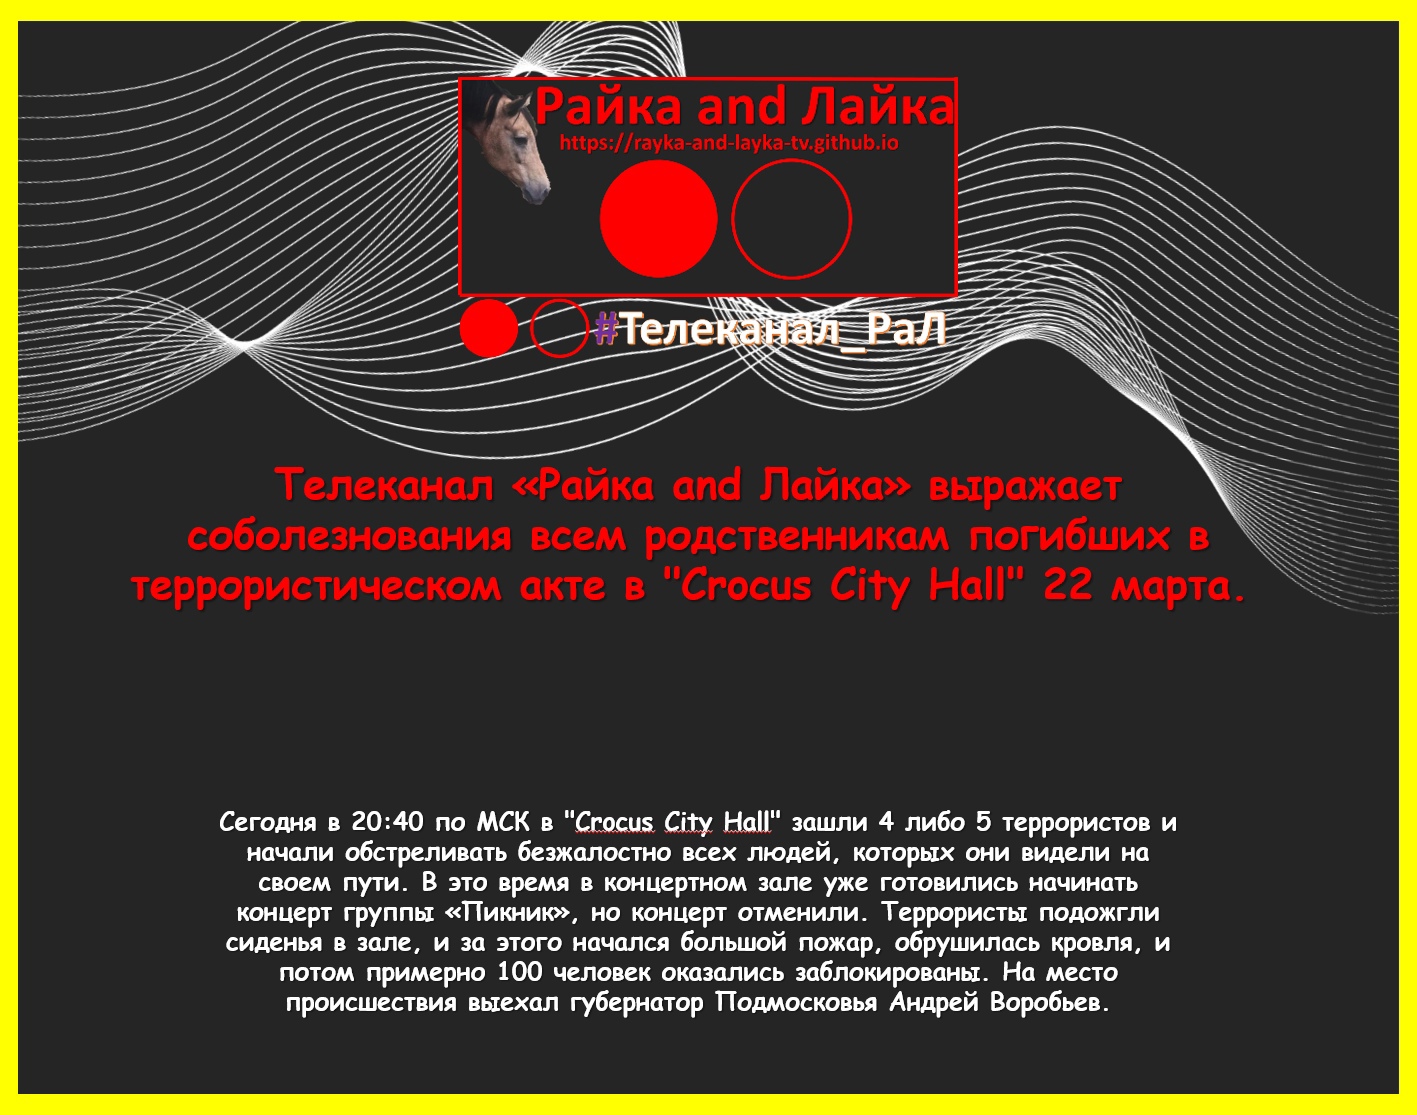 Райка and Лайка
https://rayka-and-layka-tv.github.io
#Телеканал_РаЛ
Телеканал «Райка and Лайка» выражает
соболезнования всем родственникам погибших в
террористическом акте в "Crocus City Hall" 22 марта.
Сегодня в 20:40 по МСК в "Crocus City Hall" зашли 4 либо 5 террористов и
начали обстреливать безжалостно всех людей, которых они видели на
своем пути. В это время в концертном зале уже готовились начинать
концерт группы «Пикник», но концерт отменили. Террористы подожгли
сиденья в зале, и за этого начался большой пожар, обрушилась кровля, и
потом примерно 100 человек оказались заблокированы. На место
происшествия выехал губернатор Подмосковья Андрей Воробьев.